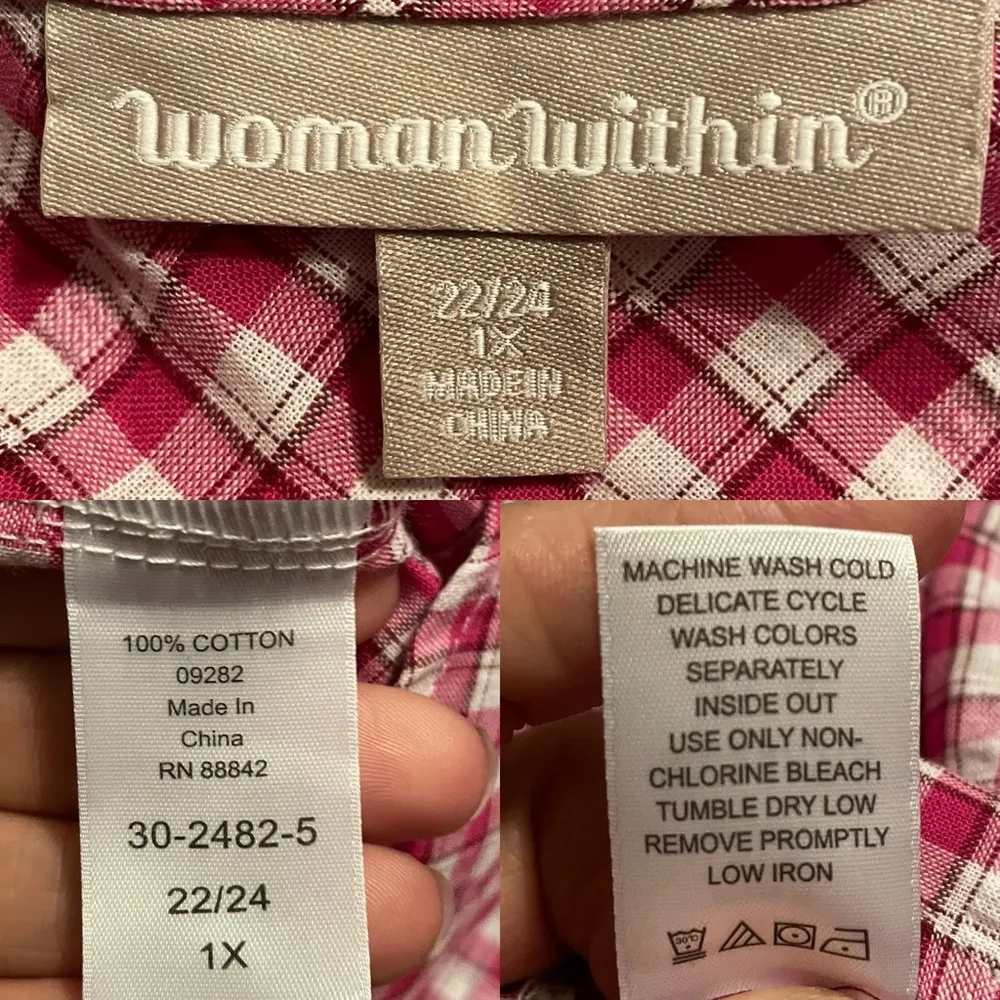 Woman Within®
22/24
1X
MADE IN
CHINA
100% COTTON
09282
Made In
China
RN 88842
30-2482-5
22/24
1X
MACHINE WASH COLD
DELICATE CYCLE
WASH COLORS
SEPARATELY
INSIDE OUT
USE ONLY NON-
CHLORINE BLEACH
TUMBLE DRY LOW
REMOVE PROMPTLY
LOW IRON
30°C